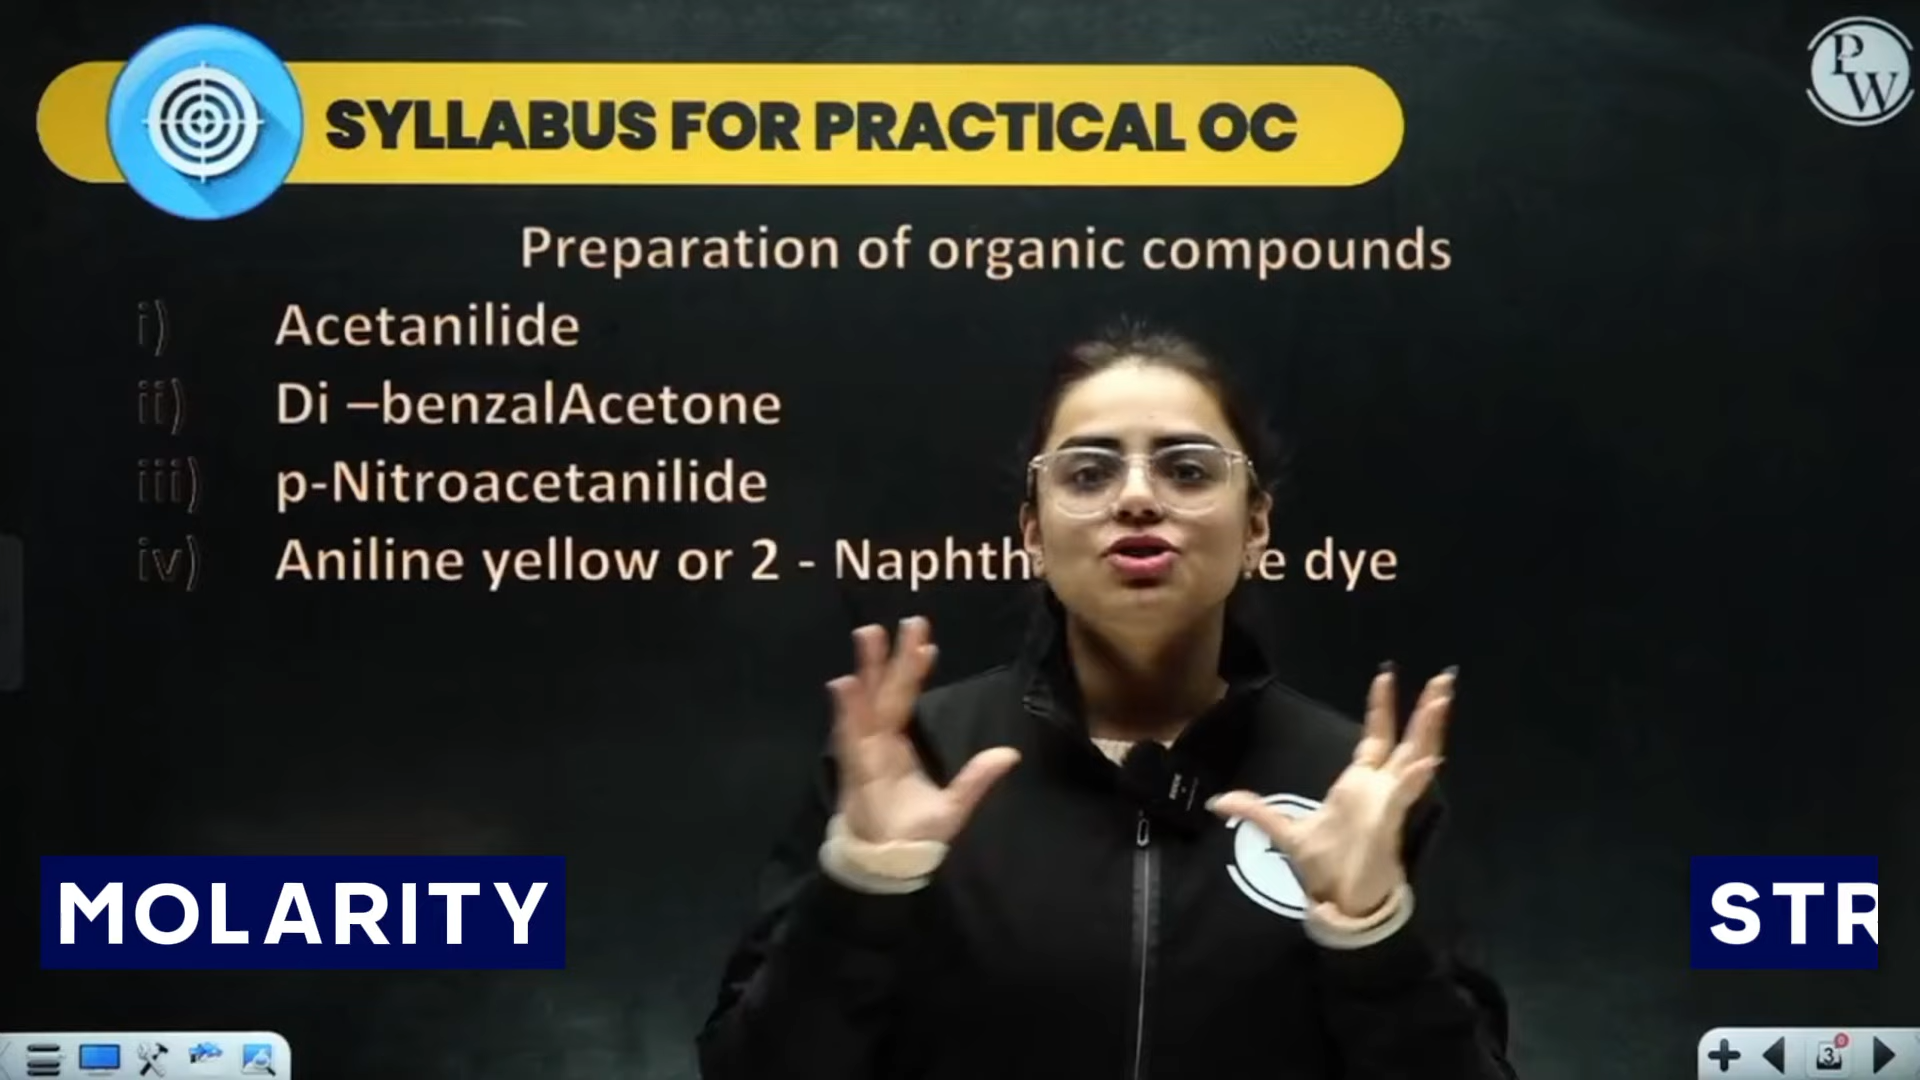 SYLLABUS FOR PRACTICAL OC
PW
Preparation of organic compounds
i) Acetanilide
ii) Di –benzalAcetone
iii) p-Nitroacetanilide
iv) Aniline yellow or 2 - Naphth e dye
MOLARITY
STR
3